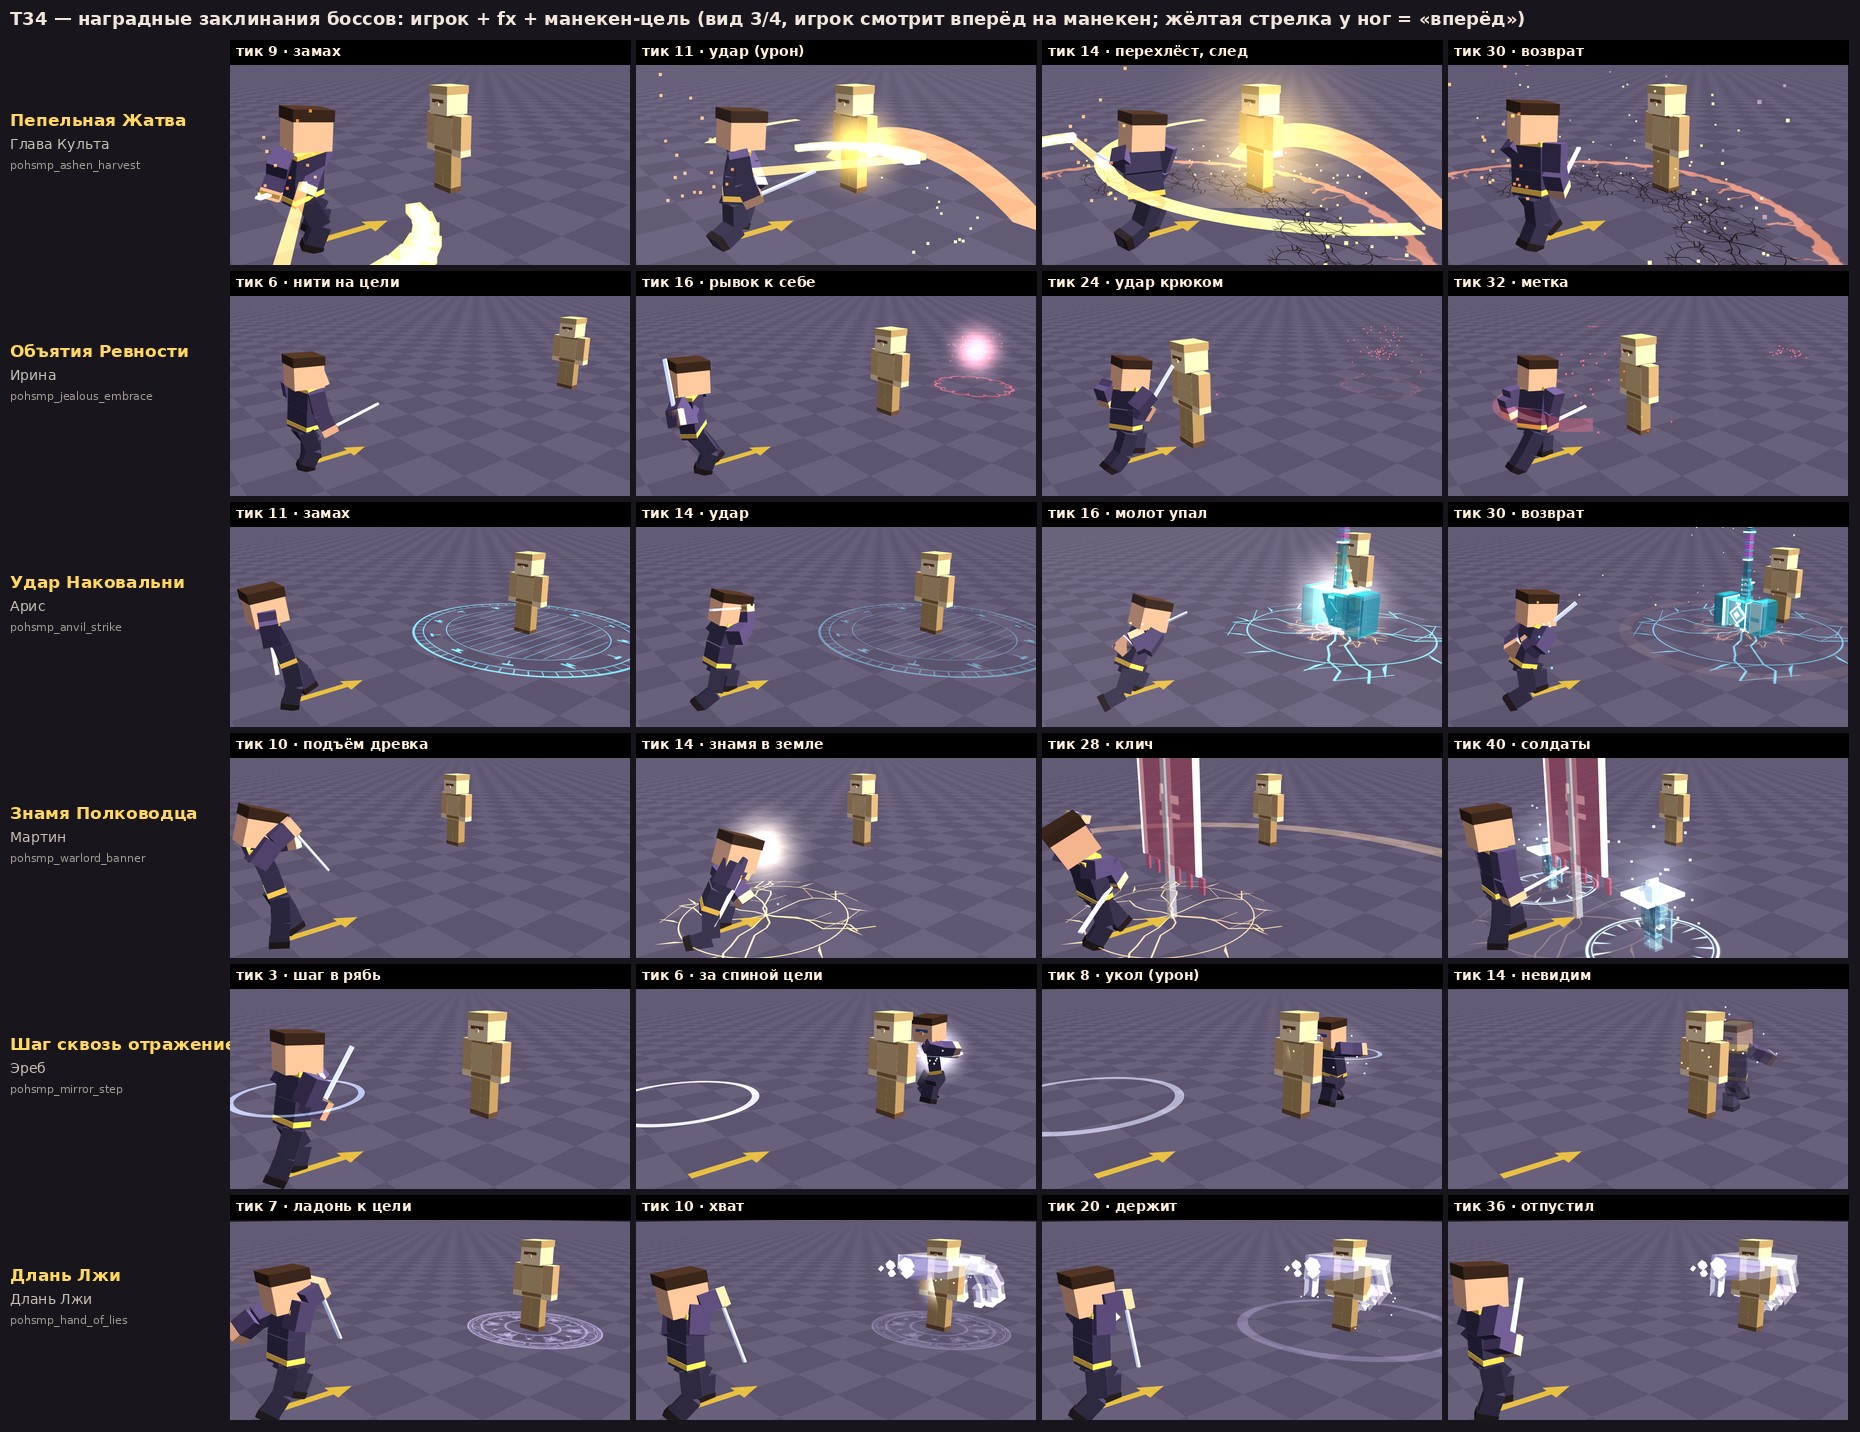 T34 — наградные заклинания боссов: игрок + fx + манекен-цель (вид 3/4, игрок смотрит вперёд на манекен; жёлтая стрелка у ног = «вперёд»)
тик 9 · замах
тик 11 · удар (урон)
тик 14 · перехлёст, след
тик 30 · возврат
Пепельная Жатва
Глава Культа
pohsmp_ashen_harvest
тик 6 · нити на цели
тик 16 · рывок к себе
тик 24 · удар крюком
тик 32 · метка
Объятия Ревности
Ирина
pohsmp_jealous_embrace
тик 11 · замах
тик 14 · удар
тик 16 · молот упал
тик 30 · возврат
Удар Наковальни
Арис
pohsmp_anvil_strike
тик 10 · подъём древка
тик 14 · знамя в земле
тик 28 · клич
тик 40 · солдаты
Знамя Полководца
Мартин
pohsmp_warlord_banner
тик 3 · шаг в рябь
тик 6 · за спиной цели
тик 8 · укол (урон)
тик 14 · невидим
Шаг сквозь отражение
Эреб
pohsmp_mirror_step
тик 7 · ладонь к цели
тик 10 · хват
тик 20 · держит
тик 36 · отпустил
Длань Лжи
Длань Лжи
pohsmp_hand_of_lies